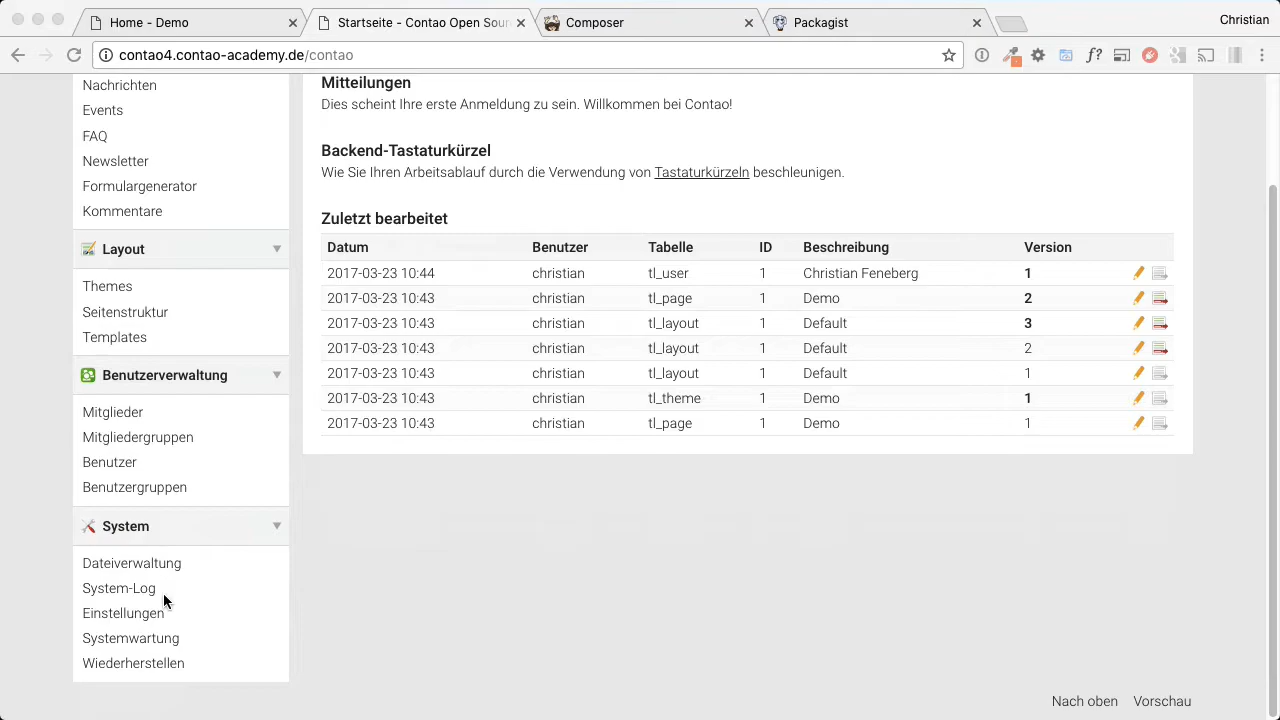 Home - Demo
Startseite - Contao Open Sour
Composer
Packagist
Christian
contao4.contao-academy.de/contao
f?
Nachrichten
Events
FAQ
Newsletter
Formulargenerator
Kommentare
Layout
Themes
Seitenstruktur
Templates
Benutzerverwaltung
Mitglieder
Mitgliedergruppen
Benutzer
Benutzergruppen
System
Dateiverwaltung
System-Log
Einstellungen
Systemwartung
Wiederherstellen
Mitteilungen
Dies scheint Ihre erste Anmeldung zu sein. Willkommen bei Contao!
Backend-Tastaturkürzel
Wie Sie Ihren Arbeitsablauf durch die Verwendung von Tastaturkürzeln beschleunigen.
Zuletzt bearbeitet
Datum Benutzer Tabelle ID Beschreibung Version
2017-03-23 10:44 christian tl_user 1 Christian Feneberg 1
2017-03-23 10:43 christian tl_page 1 Demo 2
2017-03-23 10:43 christian tl_layout 1 Default 3
2017-03-23 10:43 christian tl_layout 1 Default 2
2017-03-23 10:43 christian tl_layout 1 Default 1
2017-03-23 10:43 christian tl_theme 1 Demo 1
2017-03-23 10:43 christian tl_page 1 Demo 1
Nach oben Vorschau